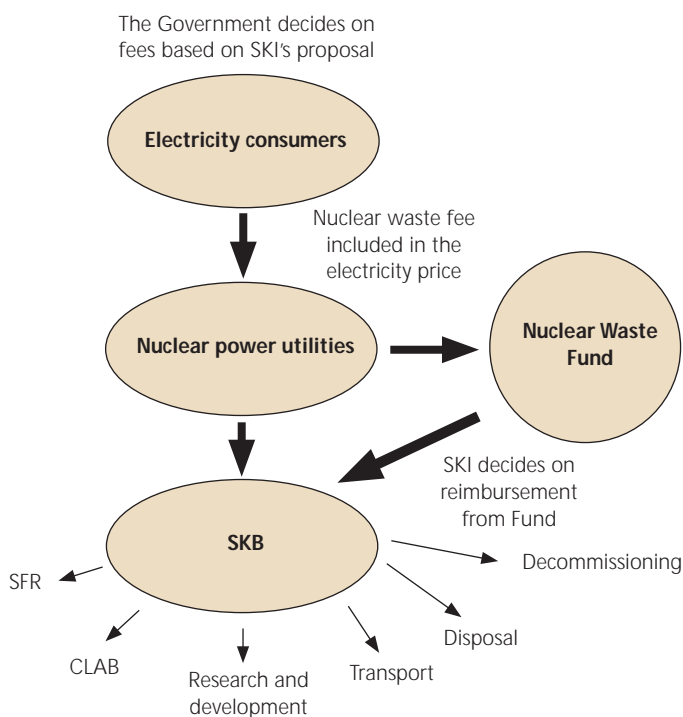 The Government decides on
fees based on SKI's proposal
Electricity consumers
Nuclear waste fee
included in the
electricity price
Nuclear power utilities
Nuclear Waste
Fund
SKI decides on
reimbursement
from Fund
SKB
Decommissioning
SFR
Disposal
CLAB
Transport
Research and
development